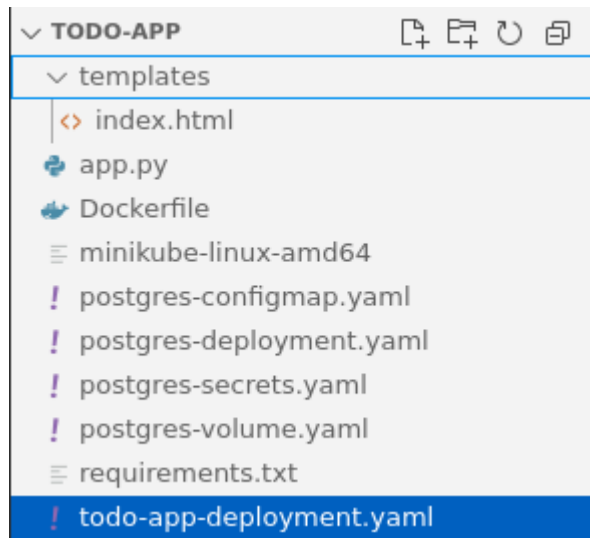 TODO-APP
templates
index.html
app.py
Dockerfile
minikube-linux-amd64
postgres-configmap.yaml
postgres-deployment.yaml
postgres-secrets.yaml
postgres-volume.yaml
requirements.txt
todo-app-deployment.yaml